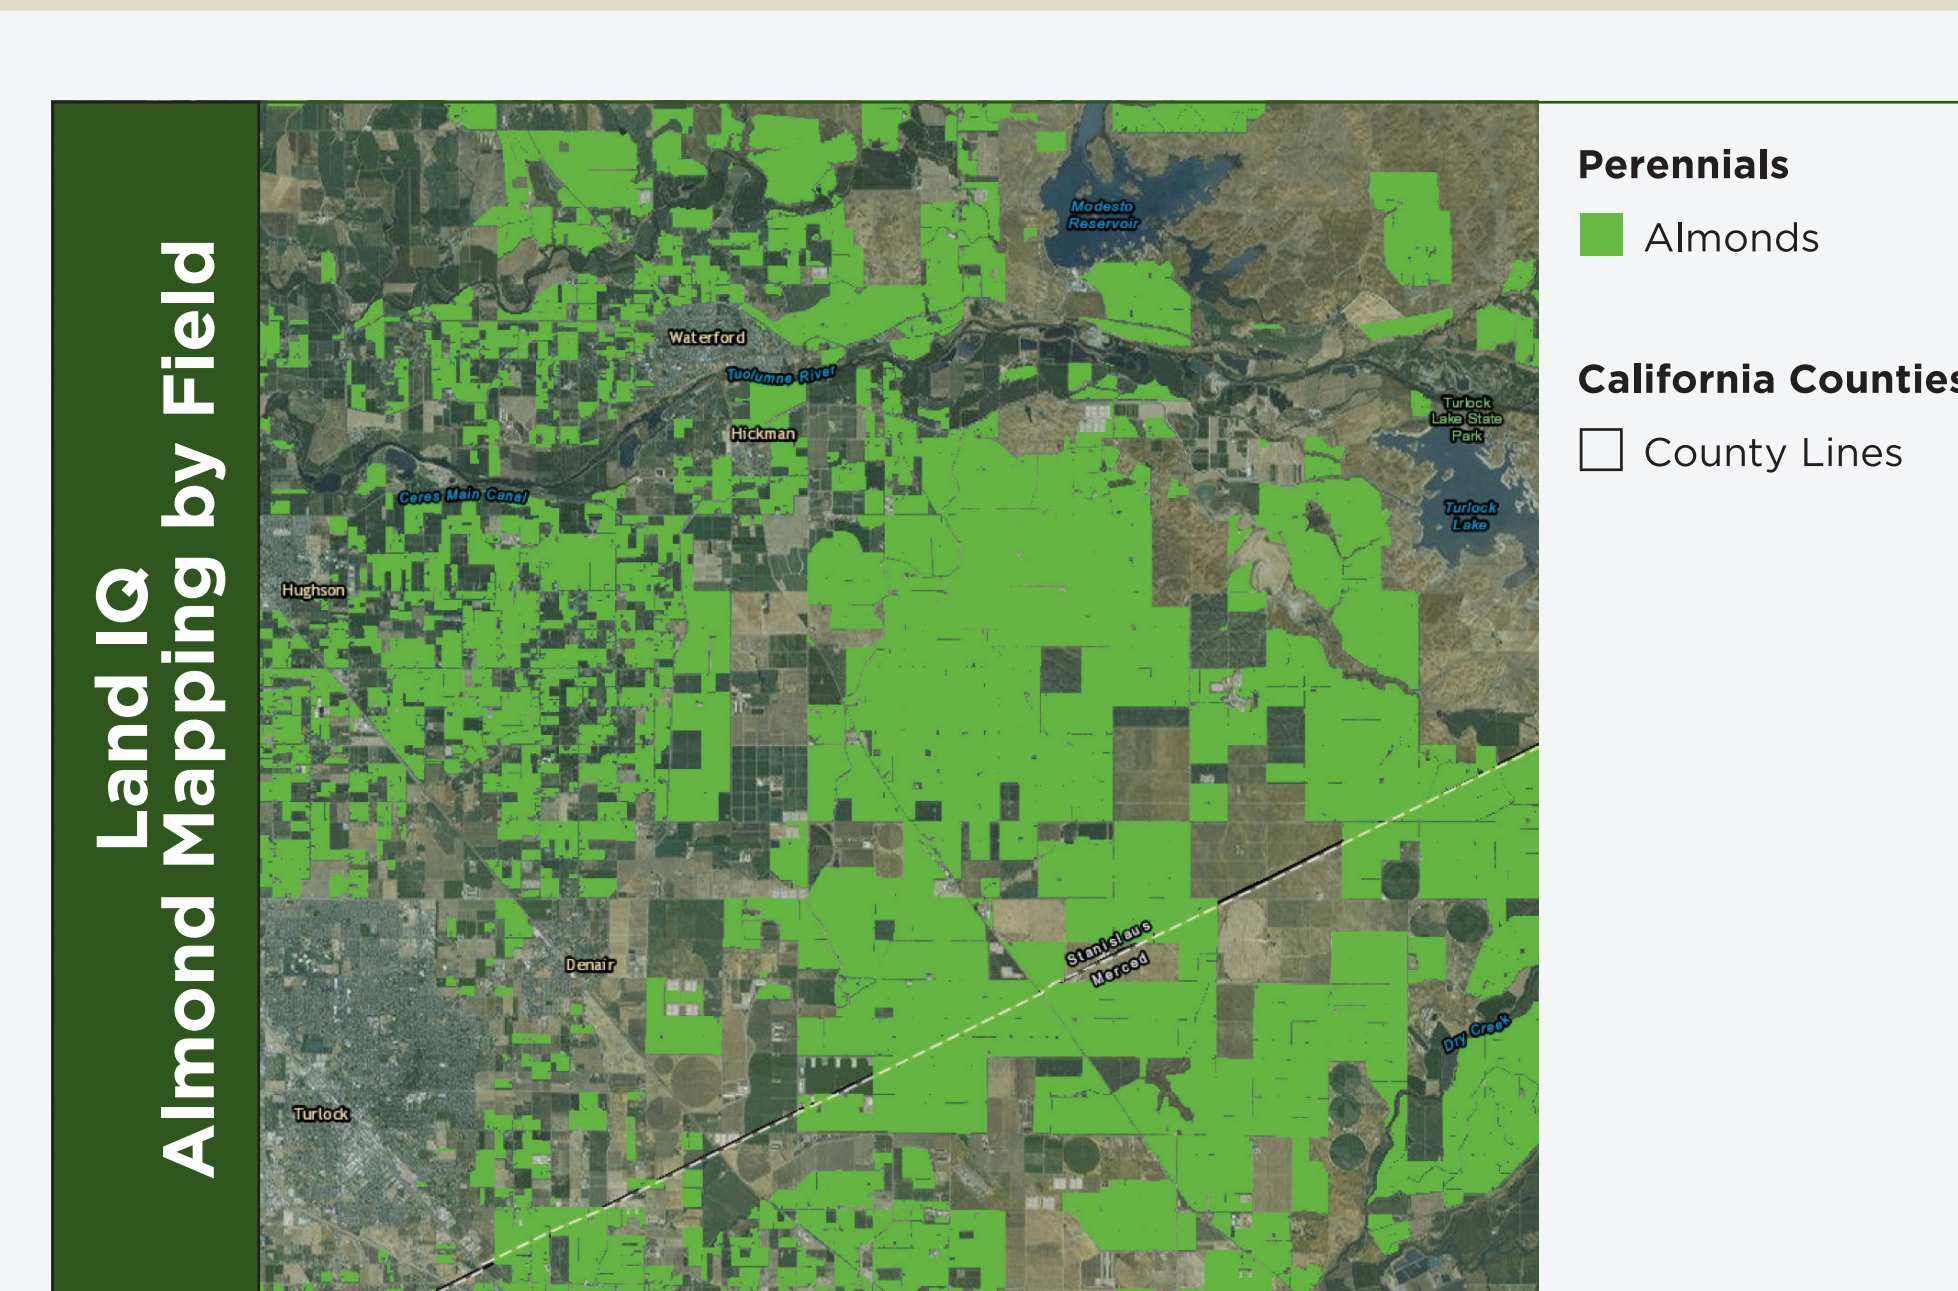 Land IQ
Almond Mapping by Field
Modesto
Reservoir
Waterford
Tuolumne River
Hickman
Turlock
Lake State
Park
Ceres Main Canal
Turlock
Lake
Hughson
Stanislaus
Merced
Denair
Dry Creek
Turlock
Perennials
Almonds
California Counties
County Lines